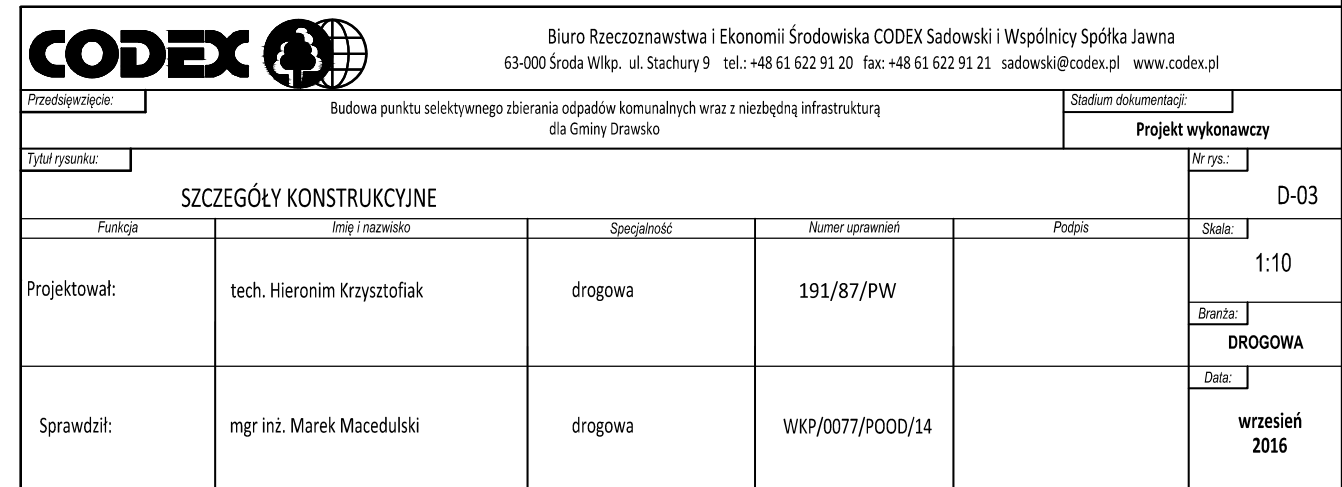 CODEX
Biuro Rzeczoznawstwa i Ekonomii Środowiska CODEX Sadowski i Wspólnicy Spółka Jawna
63-000 Środa Wlkp. ul. Stachury 9 tel.: +48 61 622 91 20 fax: +48 61 622 91 21 sadowski@codex.pl www.codex.pl
Przedsięwzięcie:
Budowa punktu selektywnego zbierania odpadów komunalnych wraz z niezbędną infrastrukturą
dla Gminy Drawsko
Stadium dokumentacji:
Projekt wykonawczy
Tytuł rysunku:
SZCZEGÓŁY KONSTRUKCYJNE
Nr rys.:
D-03
Funkcja Imię i nazwisko Specjalność Numer uprawnień Podpis
Skala:
1:10
Projektował: tech. Hieronim Krzysztofiak drogowa 191/87/PW
Branża:
DROGOWA
Data:
wrzesień
2016
Sprawdził: mgr inż. Marek Macedulski drogowa WKP/0077/POOD/14